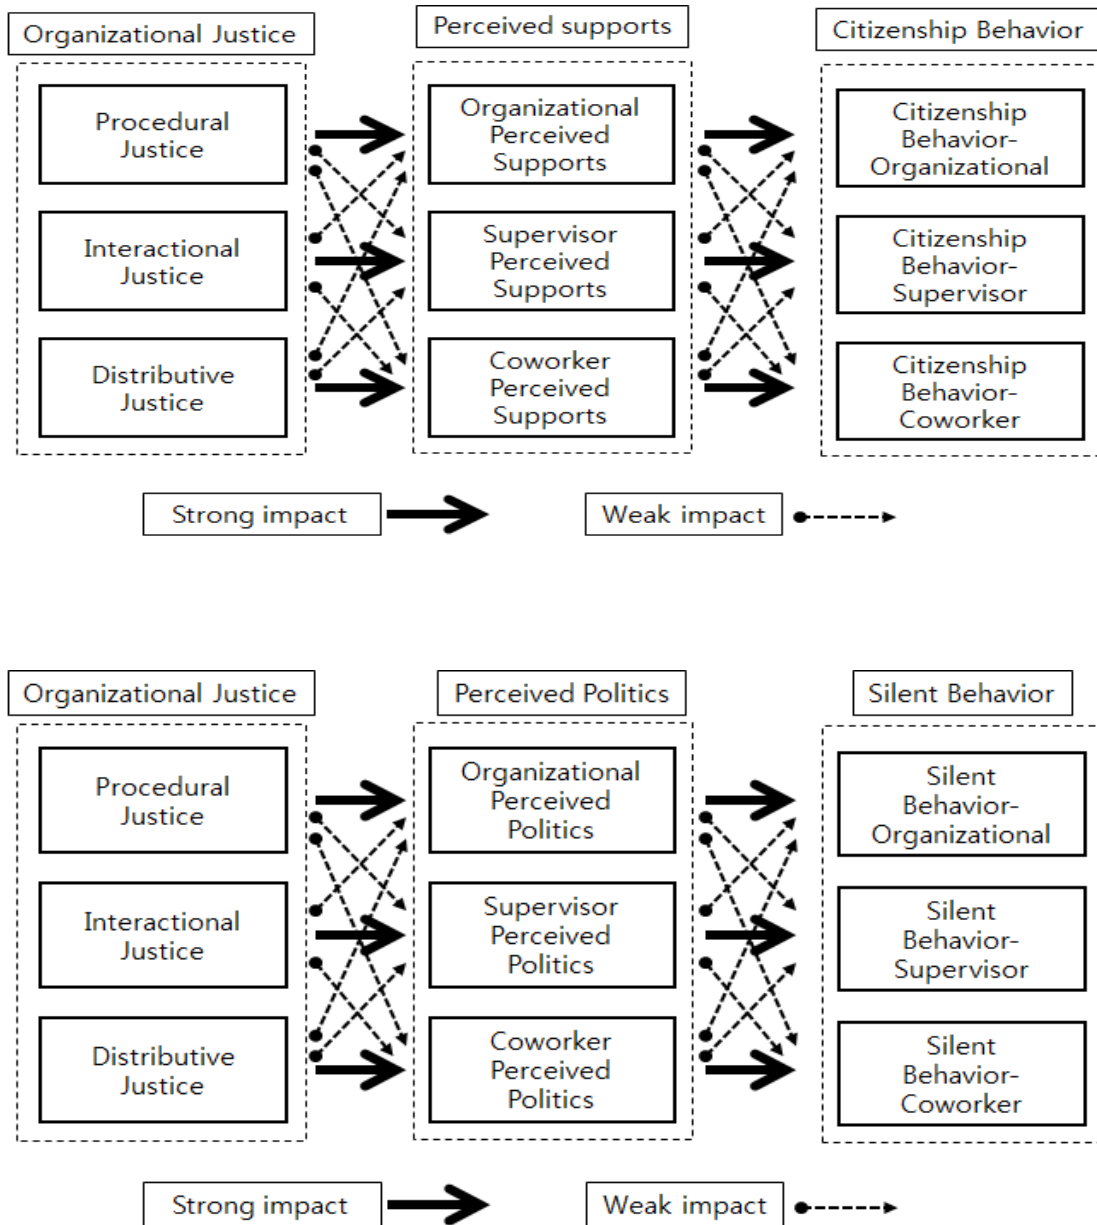 Organizational Justice
Perceived supports
Citizenship Behavior
Procedural
Justice
Organizational
Perceived
Supports
Citizenship
Behavior-
Organizational
Interactional
Justice
Supervisor
Perceived
Supports
Citizenship
Behavior-
Supervisor
Distributive
Justice
Coworker
Perceived
Supports
Citizenship
Behavior-
Coworker
Strong impact
Weak impact
Organizational Justice
Perceived Politics
Silent Behavior
Procedural
Justice
Organizational
Perceived
Politics
Silent
Behavior-
Organizational
Interactional
Justice
Supervisor
Perceived
Politics
Silent
Behavior-
Supervisor
Distributive
Justice
Coworker
Perceived
Politics
Silent
Behavior-
Coworker
Strong impact
Weak impact